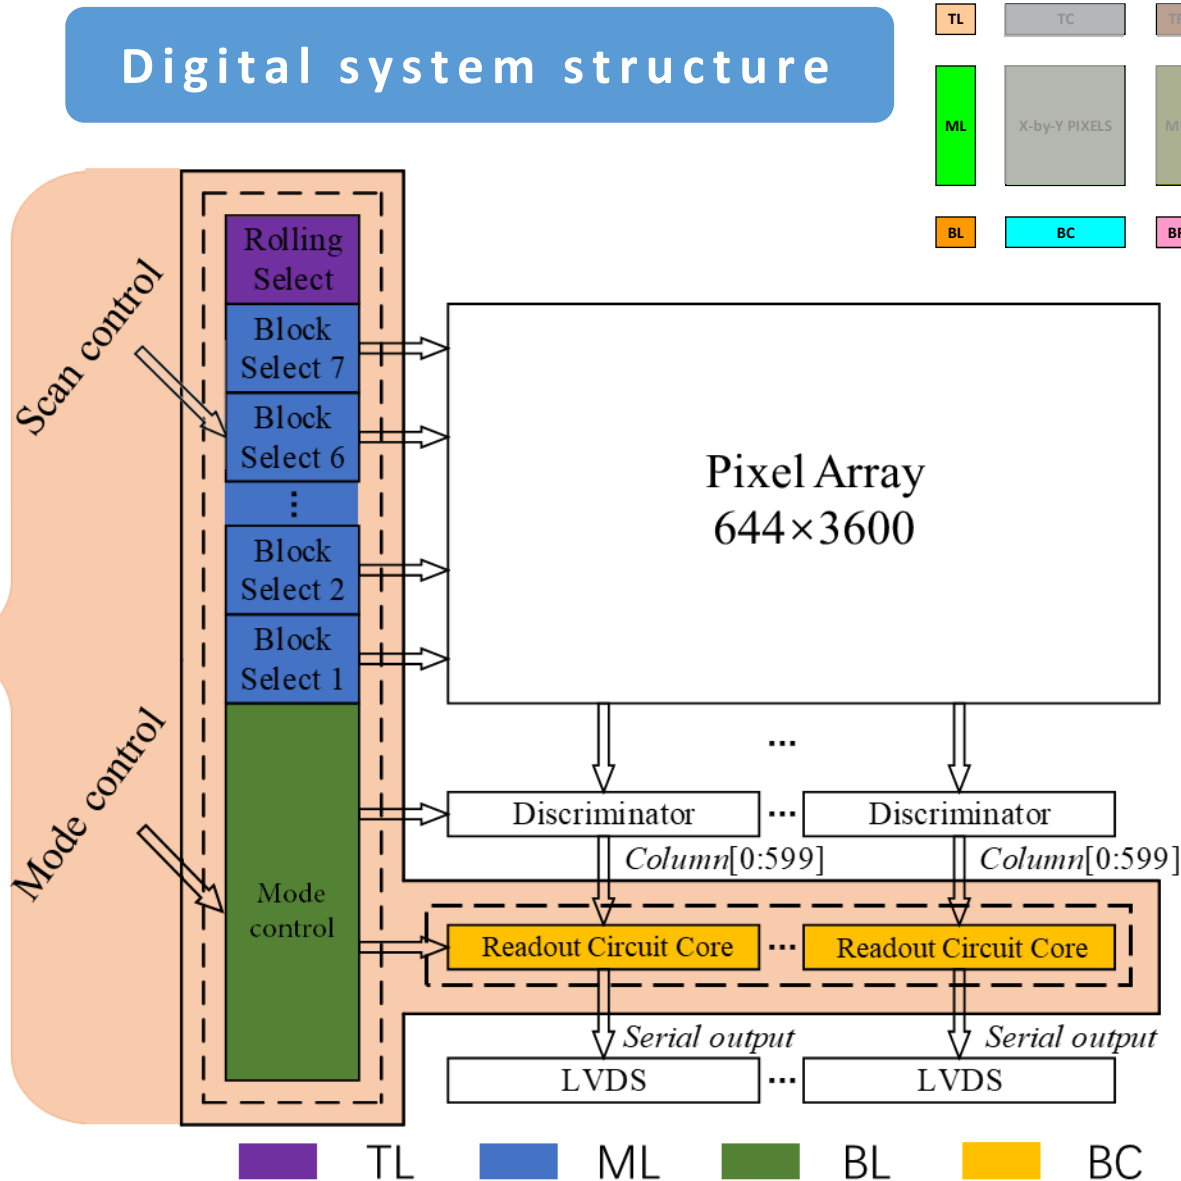 Digital system structure
TL
TC
ML
X-by-Y PIXELS
BL
BC
Scan control
Mode control
Rolling
Select
Block
Select 7
Block
Select 6
...
Block
Select 2
Block
Select 1
Mode
control
Pixel Array
644×3600
...
Discriminator
...
Discriminator
Column[0:599]
Column[0:599]
Readout Circuit Core
...
Readout Circuit Core
Serial output
Serial output
LVDS
...
LVDS
TL
ML
BL
BC